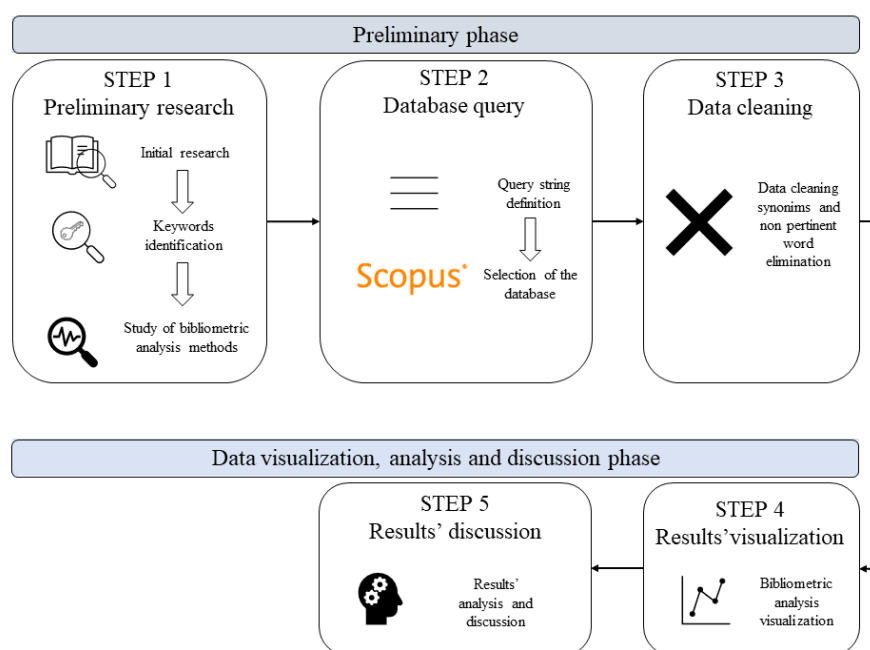 Preliminary phase
STEP 1
Preliminary research
Initial research
Keywords
identification
Study of bibliometric
analysis methods
STEP 2
Database query
Query string
definition
Scopus®
Selection of the
database
STEP 3
Data cleaning
Data cleaning
synonims and
non pertinent
word
elimination
Data visualization, analysis and discussion phase
STEP 5
Results’ discussion
Results’
analysis and
discussion
STEP 4
Results’visualization
Bibliometric
analysis
visualization